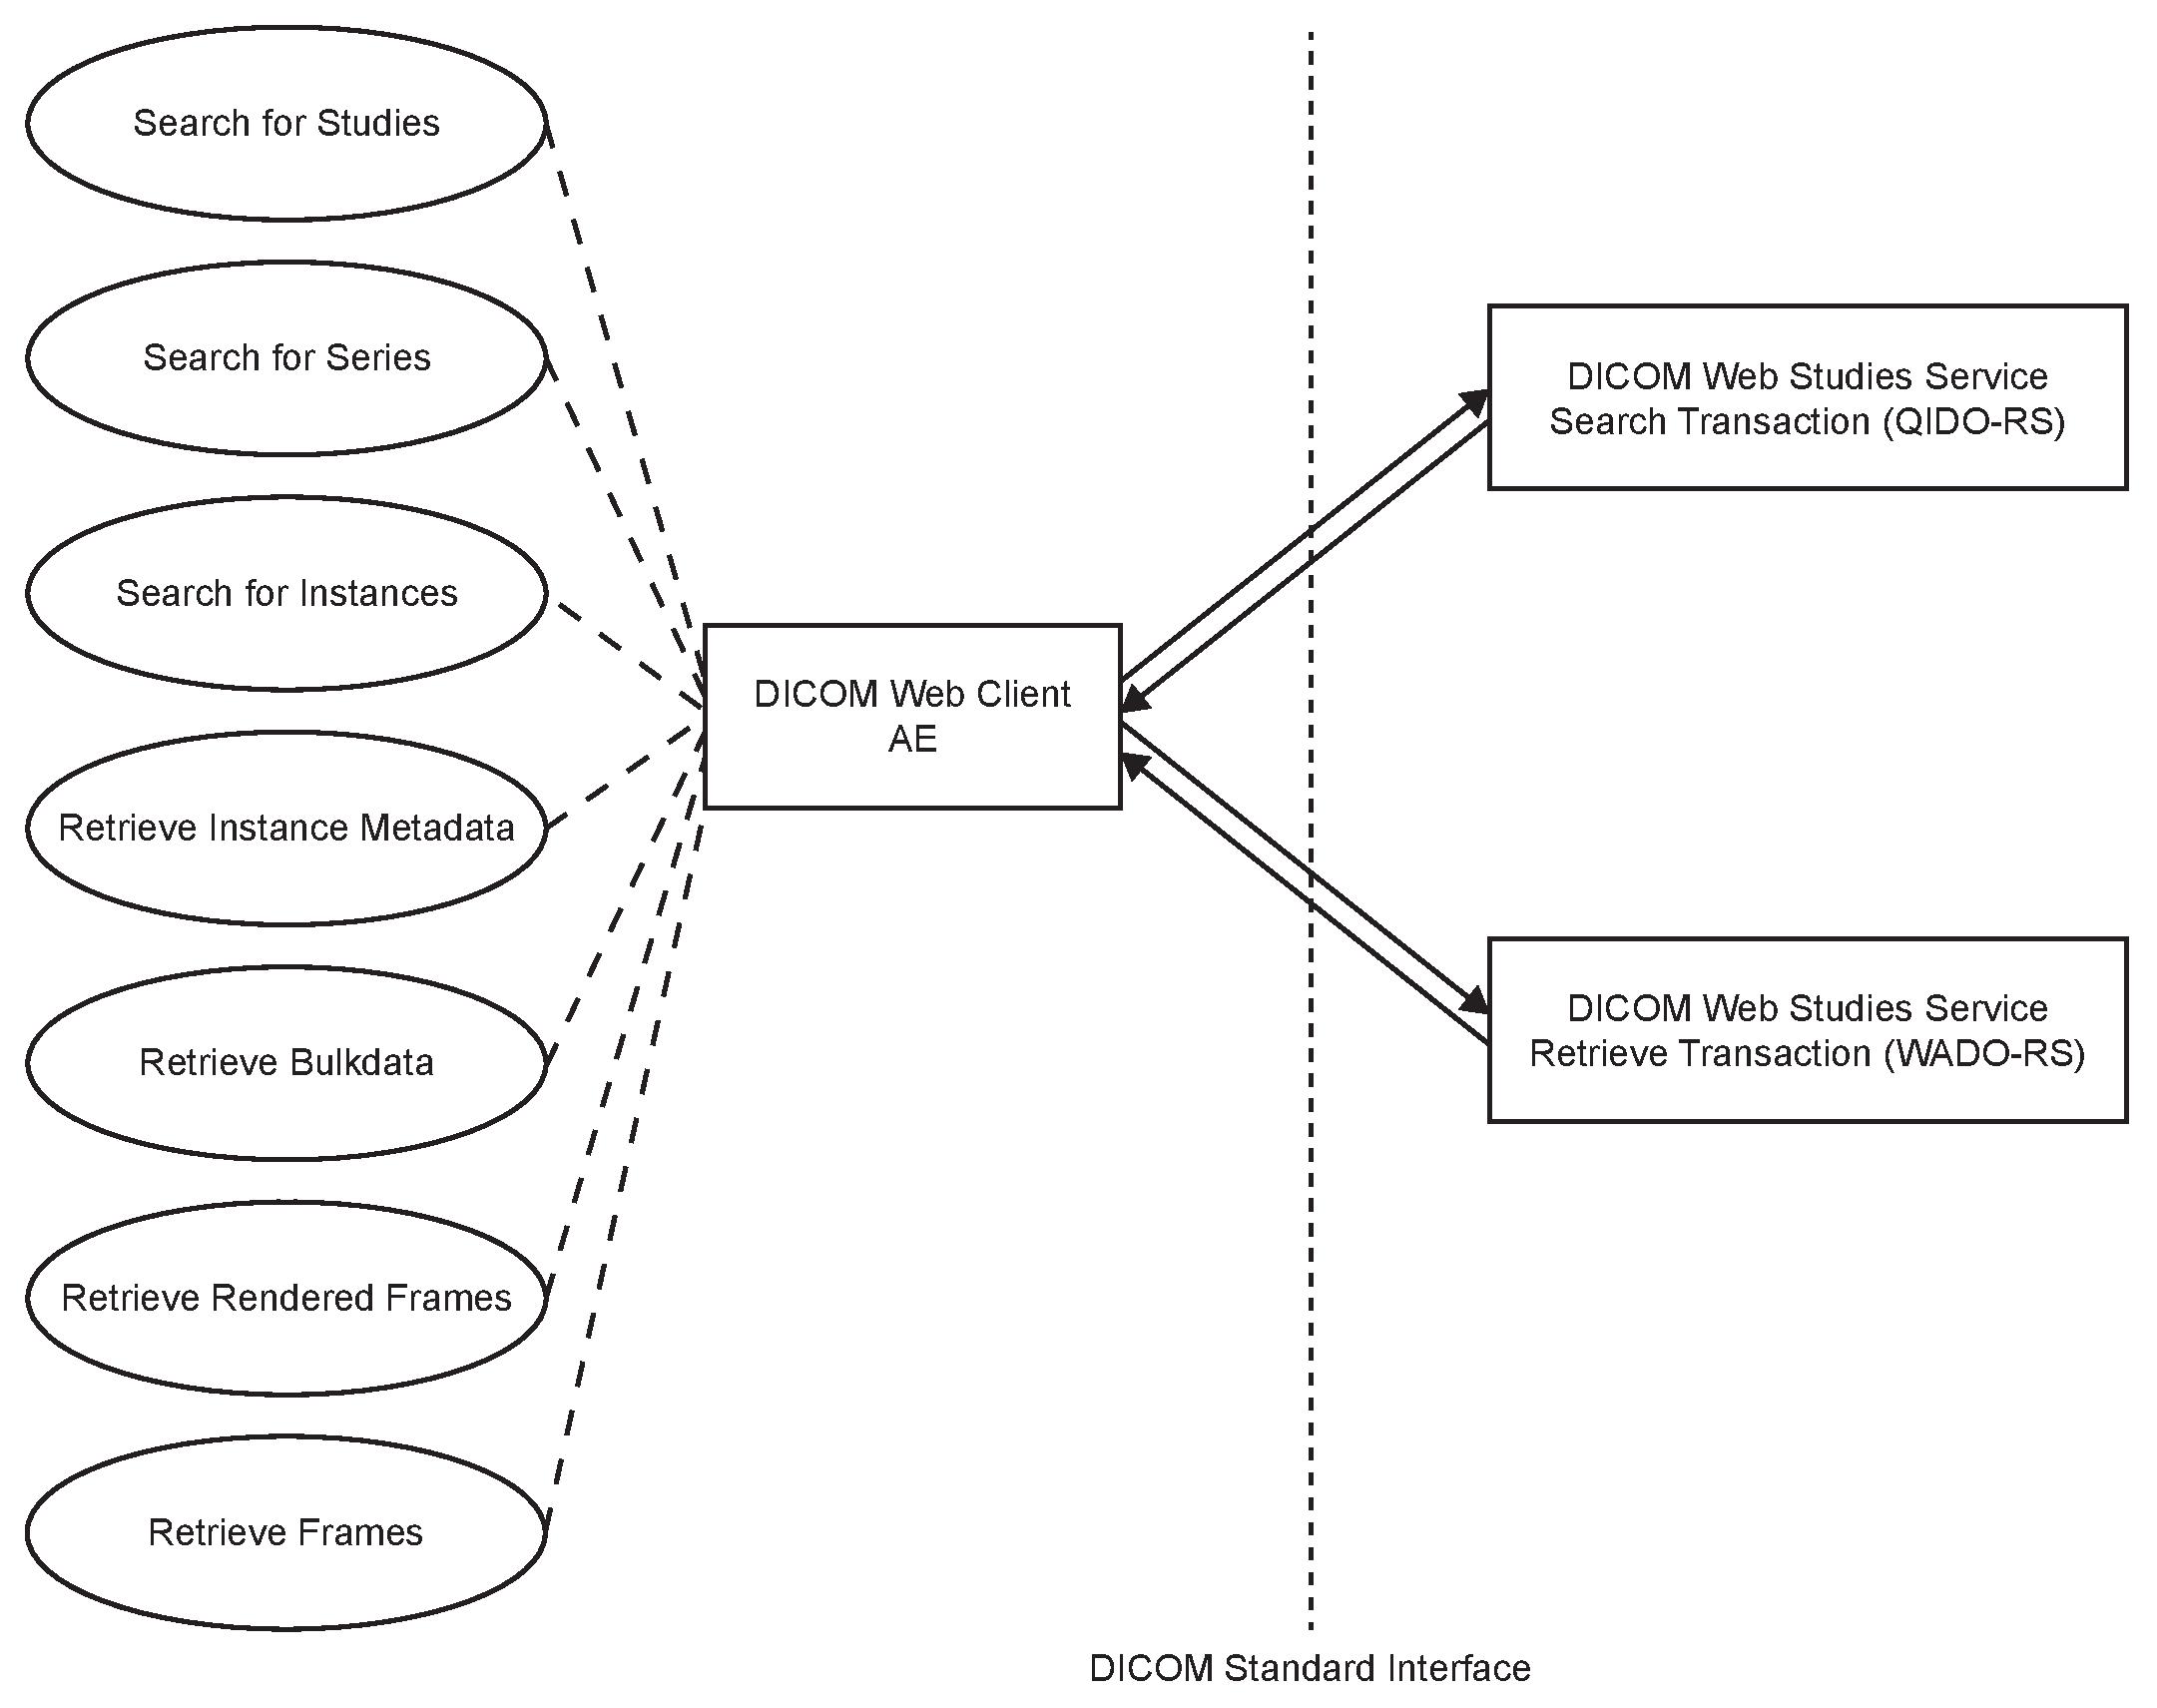 Search for Studies
Search for Series
Search for Instances
Retrieve Instance Metadata
Retrieve Bulkdata
Retrieve Rendered Frames
Retrieve Frames
DICOM Web Client
AE
DICOM Web Studies Service
Search Transaction (QIDO-RS)
DICOM Web Studies Service
Retrieve Transaction (WADO-RS)
DICOM Standard Interface